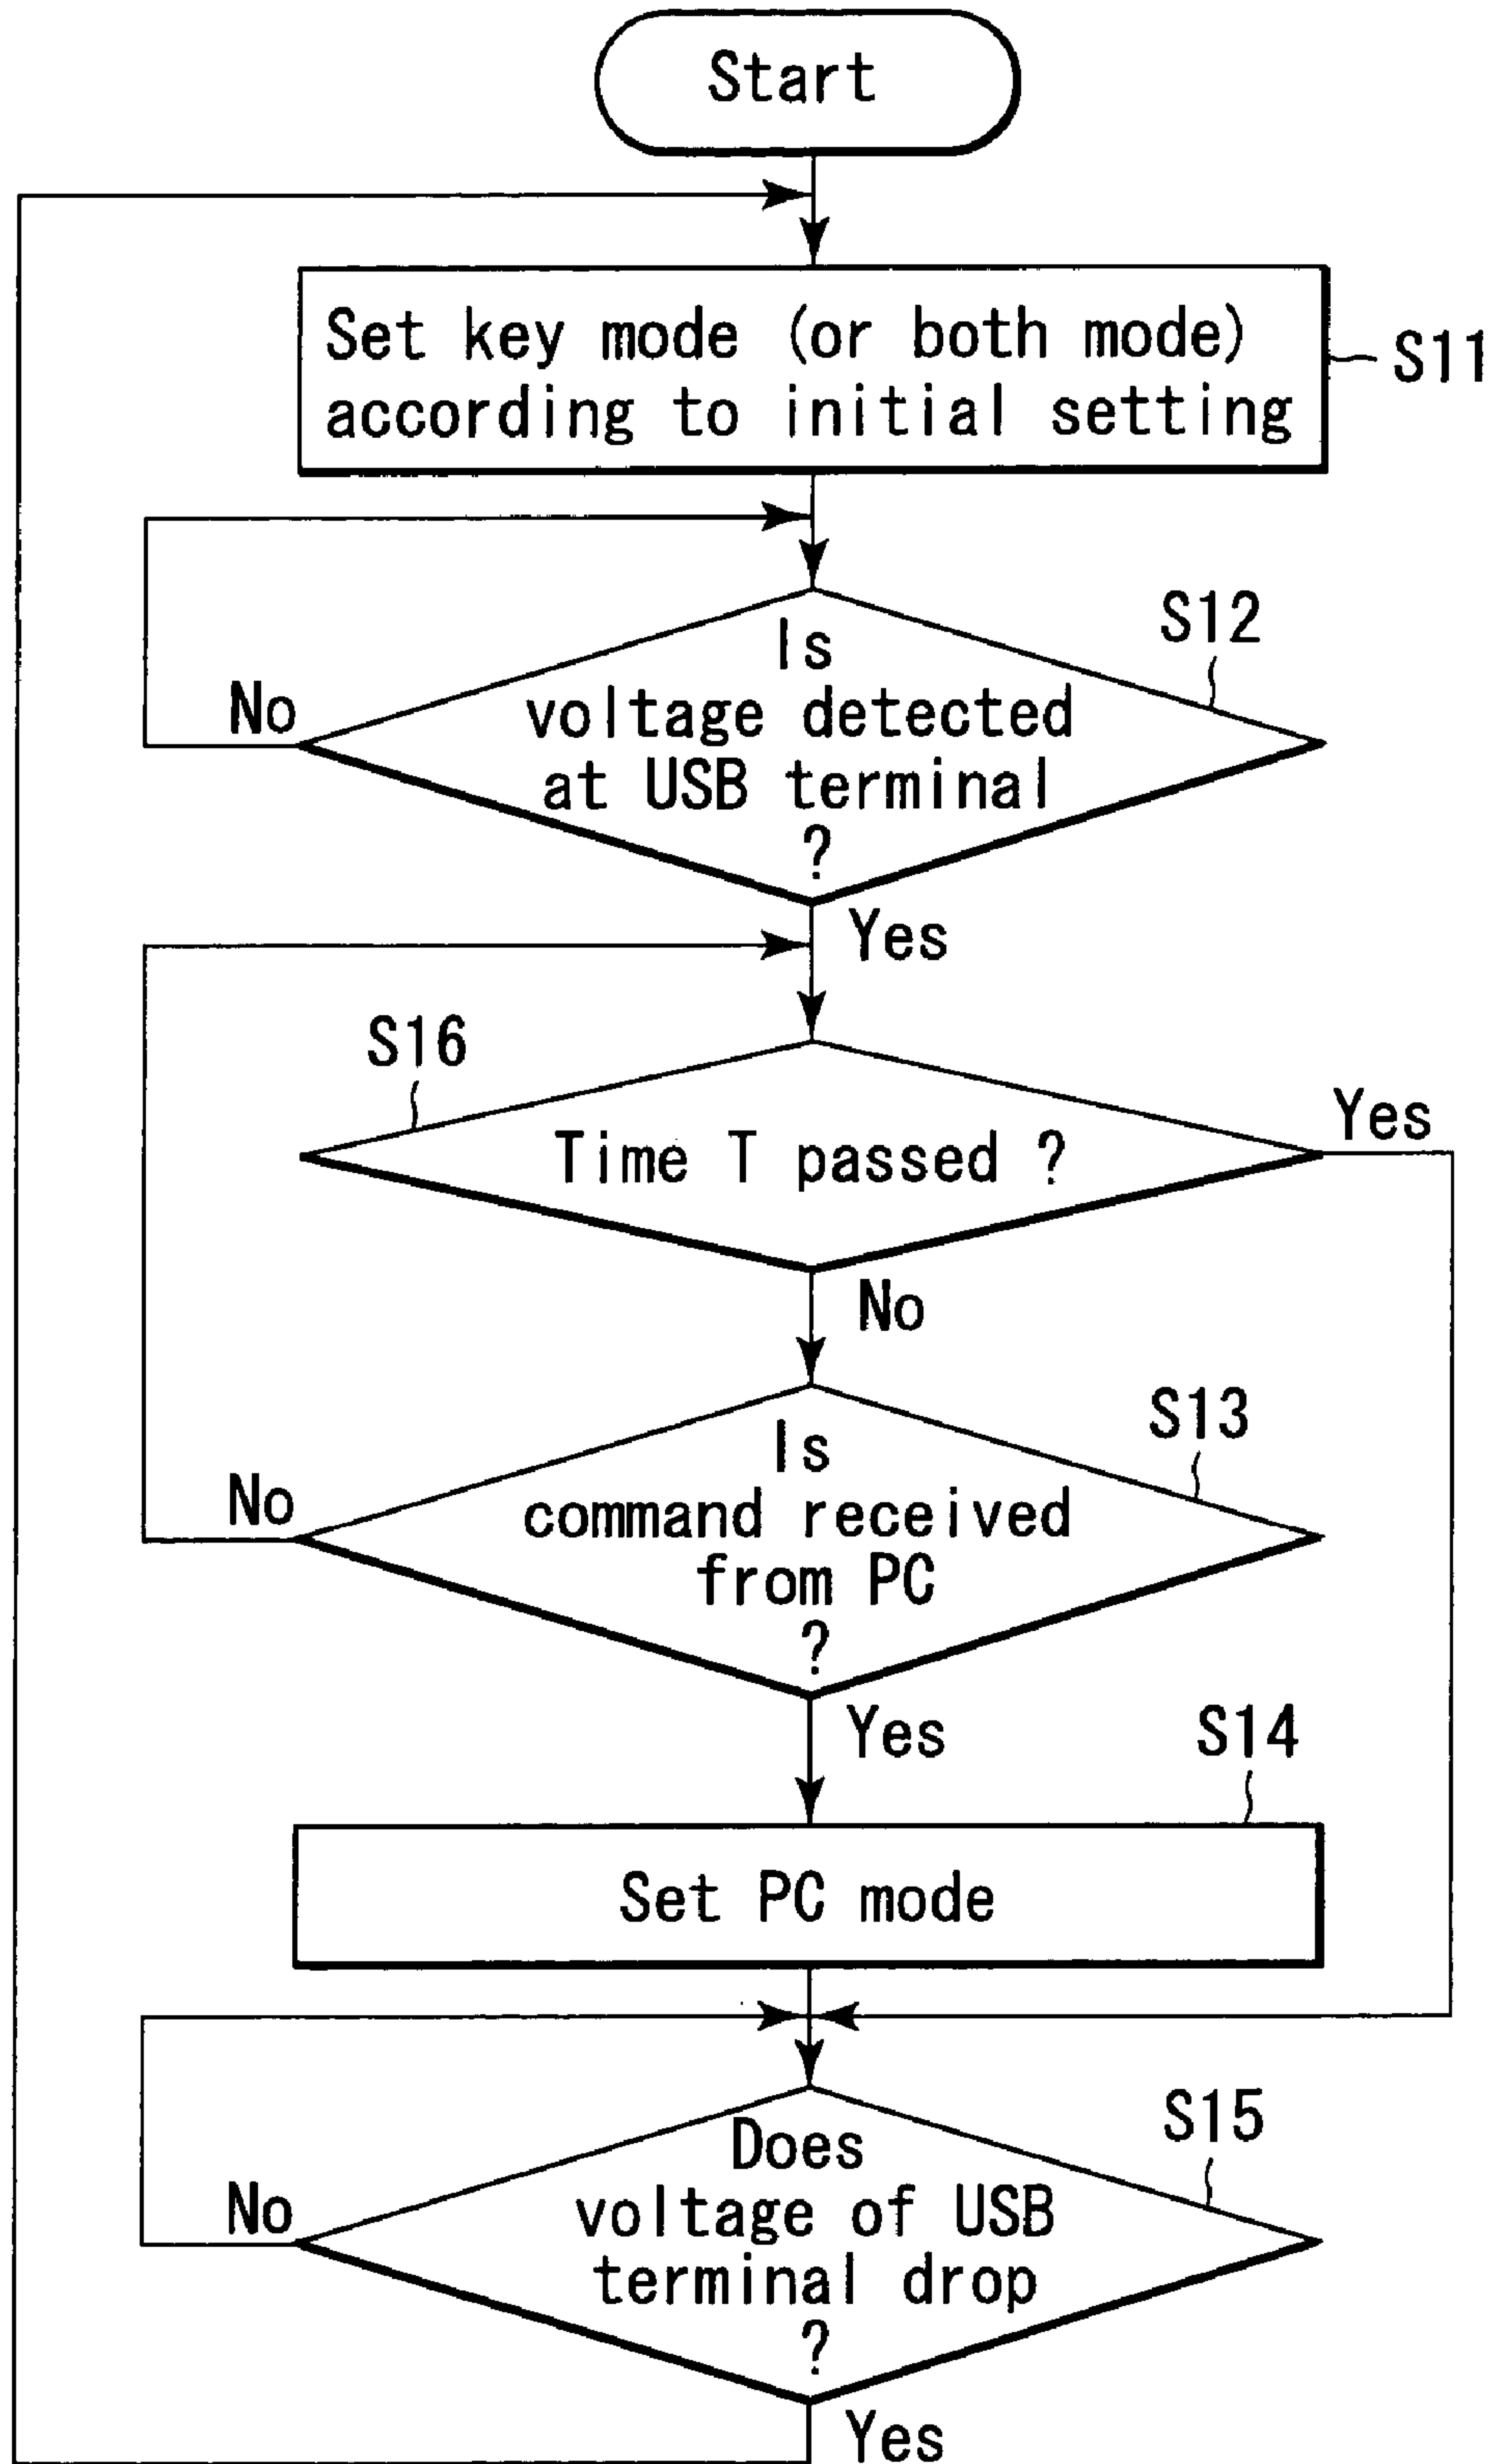 Start
Set key mode (or both mode)
according to initial setting
S11
S12
Is
voltage detected
at USB terminal
?
No
Yes
S16
Time T passed ?
Yes
No
S13
Is
command received
from PC
?
No
Yes
S14
Set PC mode
S15
Does
voltage of USB
terminal drop
?
No
Yes